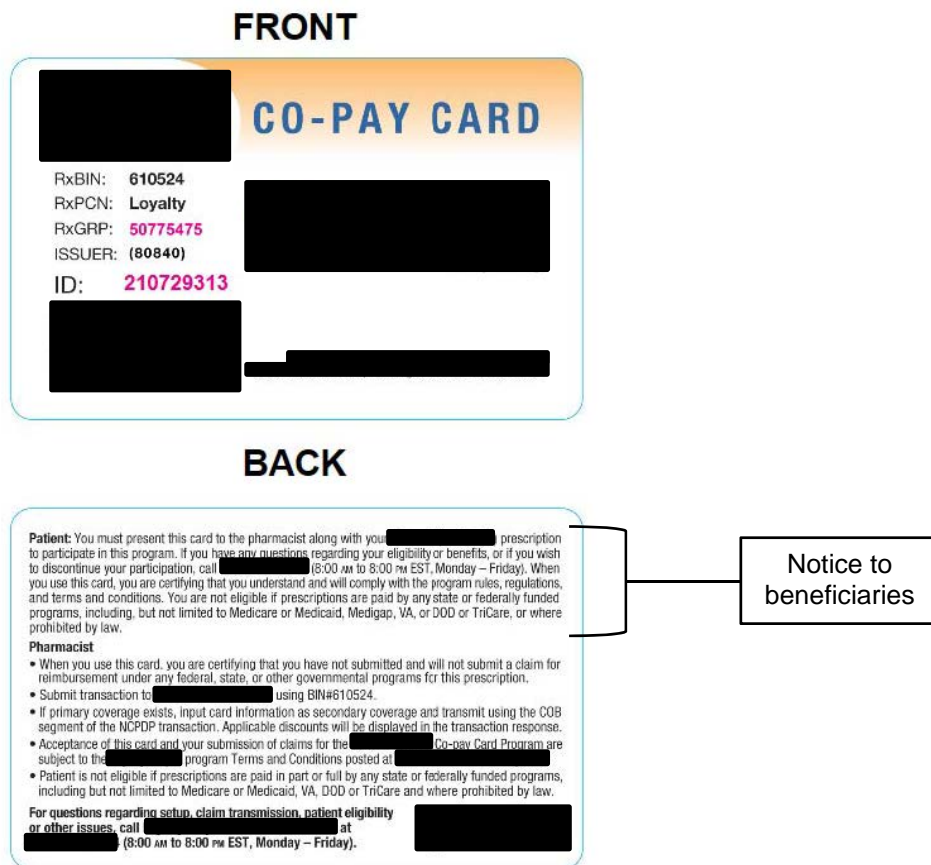 FRONT
CO-PAY CARD
RxBIN: 610524
RxPCN: Loyalty
RxGRP: 50775475
ISSUER: (80840)
ID: 210729313
BACK
Patient: You must present this card to the pharmacist along with your prescription
to participate in this program. If you have any questions regarding your eligibility or benefits, or if you wish
to discontinue your participation, call (8:00 AM to 8:00 PM EST, Monday – Friday). When
you use this card, you are certifying that you understand and will comply with the program rules, regulations,
and terms and conditions. You are not eligible if prescriptions are paid by any state or federally funded
programs, including, but not limited to Medicare or Medicaid, Medigap, VA, or DOD or TriCare, or where
prohibited by law.
Notice to
beneficiaries
Pharmacist
• When you use this card, you are certifying that you have not submitted and will not submit a claim for
reimbursement under any federal, state, or other governmental programs for this prescription.
• Submit transaction to using BIN#610524.
• If primary coverage exists, input card information as secondary coverage and transmit using the COB
segment of the NCPDP transaction. Applicable discounts will be displayed in the transaction response.
• Acceptance of this card and your submission of claims for the Co-pay Card Program are
subject to the program Terms and Conditions posted at
• Patient is not eligible if prescriptions are paid in part or full by any state or federally funded programs,
including but not limited to Medicare or Medicaid, VA, DOD or TriCare and where prohibited by law.
For questions regarding setup, claim transmission, patient eligibility
or other issues, call at
(8:00 AM to 8:00 PM EST, Monday – Friday).